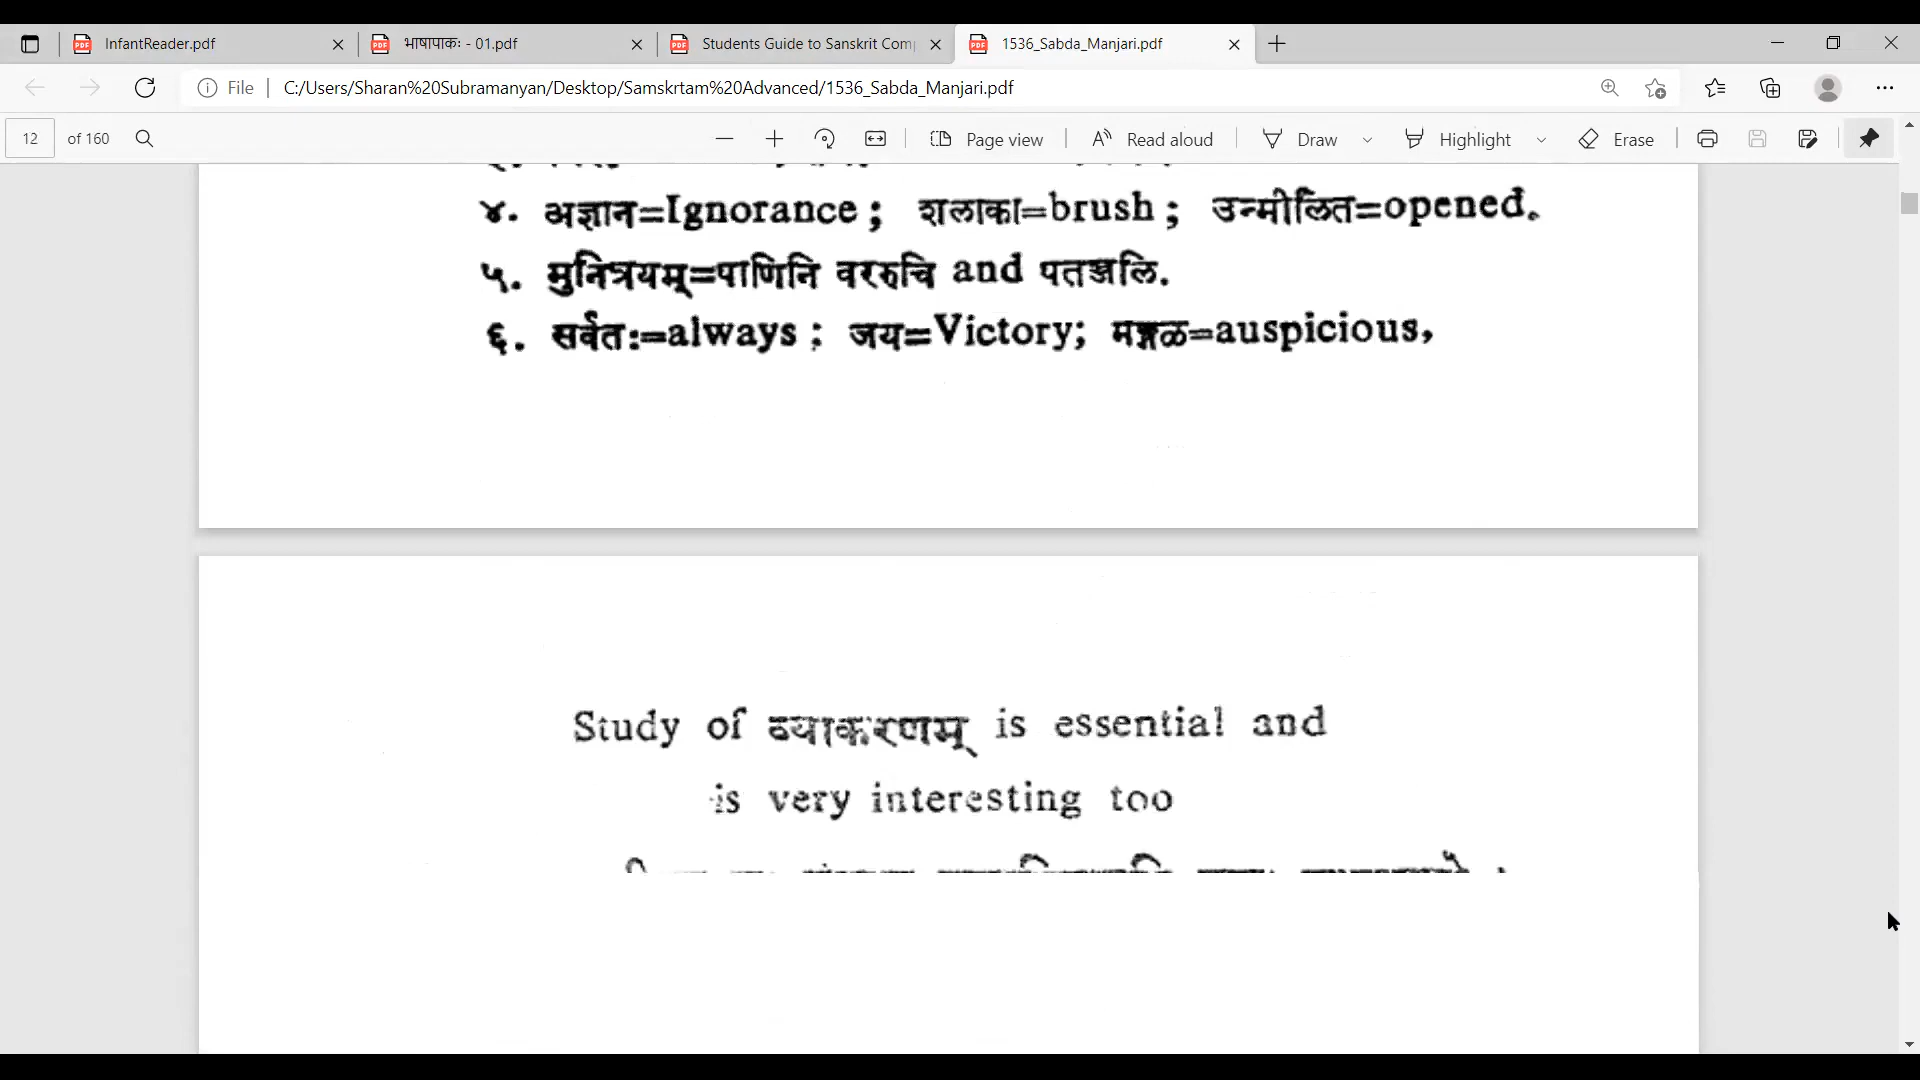 InfantReader.pdf
भाषापाकः - 01.pdf
Students Guide to Sanskrit Com
1536_Sabda_Manjari.pdf
File
C:/Users/Sharan%20Subramanyan/Desktop/Samskrtam%20Advanced/1536_Sabda_Manjari.pdf
12 of 160
Page view
Read aloud
Draw
Highlight
Erase
४. अज्ञान=Ignorance ; शलाका=brush ; उन्मीलित=opened.
५. मुनित्रयम्=पाणिनि वररुचि and पतञ्जलि.
६. सर्वतः=always ; जय=Victory; मङ्गळ=auspicious,
Study of व्याकरणम् is essential and
is very interesting too